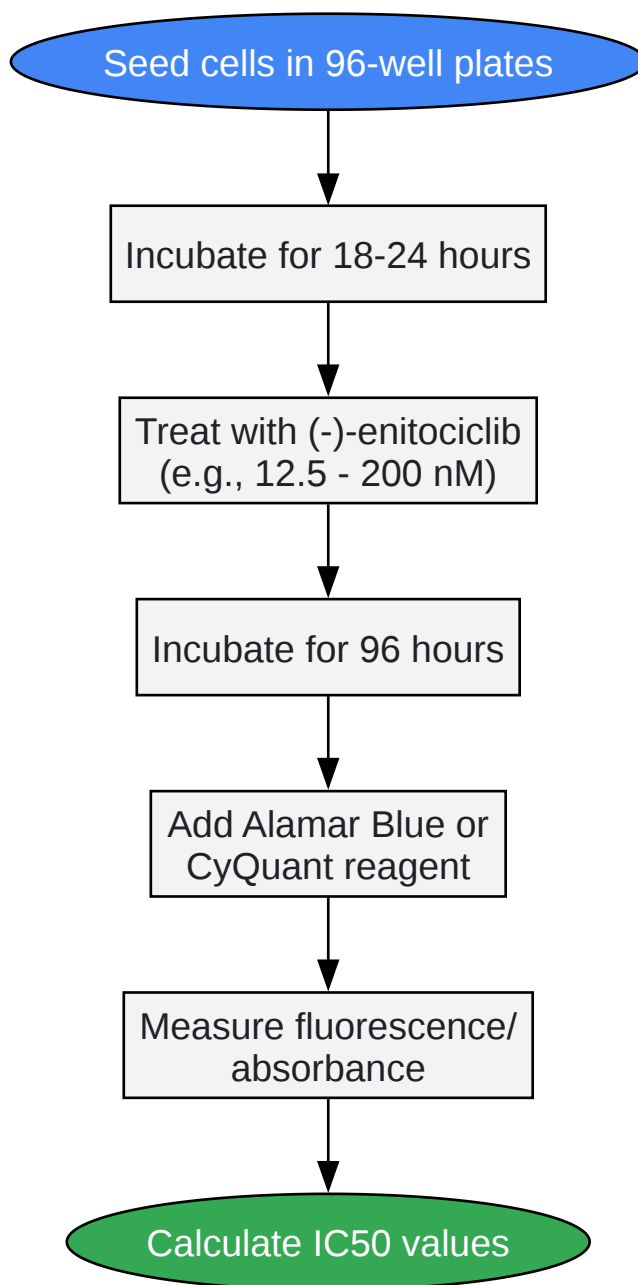 Seed cells in 96-well plates
Incubate for 18-24 hours
Treat with (-)-enitociclib
(e.g., 12.5 - 200 nM)
Incubate for 96 hours
Add Alamar Blue or
CyQuant reagent
Measure fluorescence/
absorbance
Calculate IC50 values